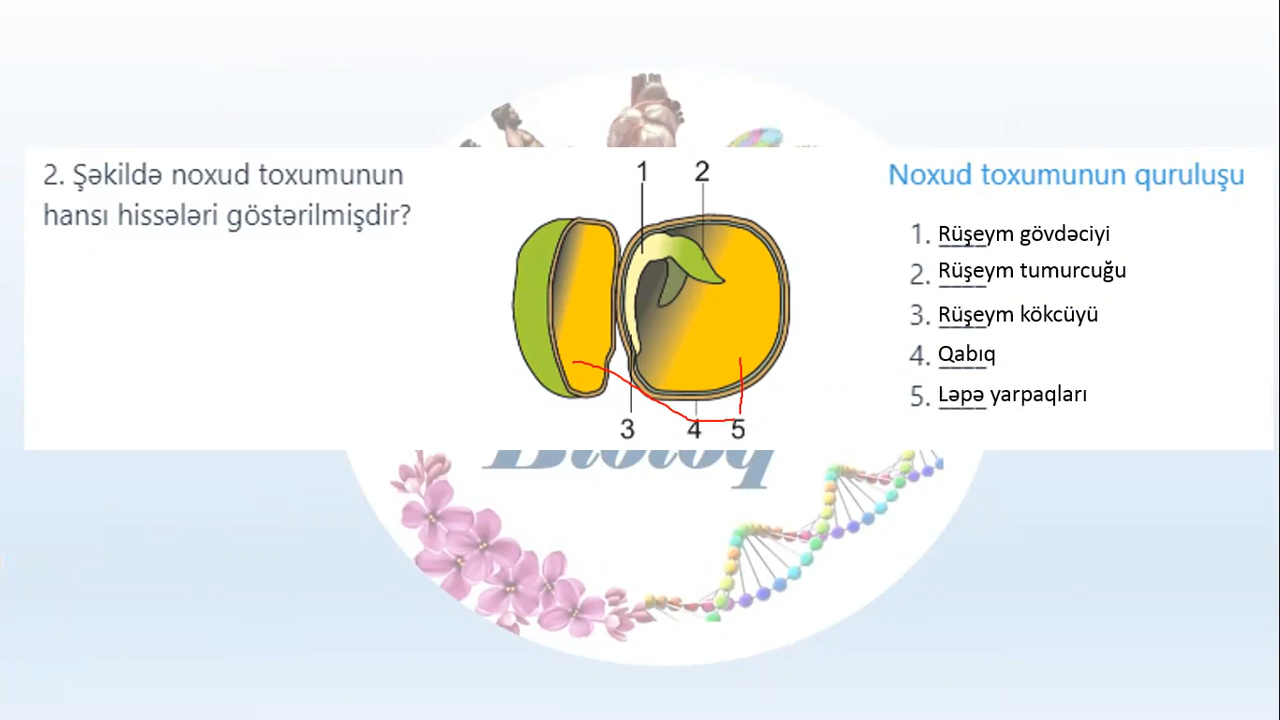 2. Şəkildə noxud toxumunun
hansı hissələri göstərilmişdir?
1 2
3 4 5
Noxud toxumunun quruluşu
1. Rüşeym gövdəciyi
2. Rüşeym tumurcuğu
3. Rüşeym kökcüyü
4. Qabıq
5. Ləpə yarpaqları